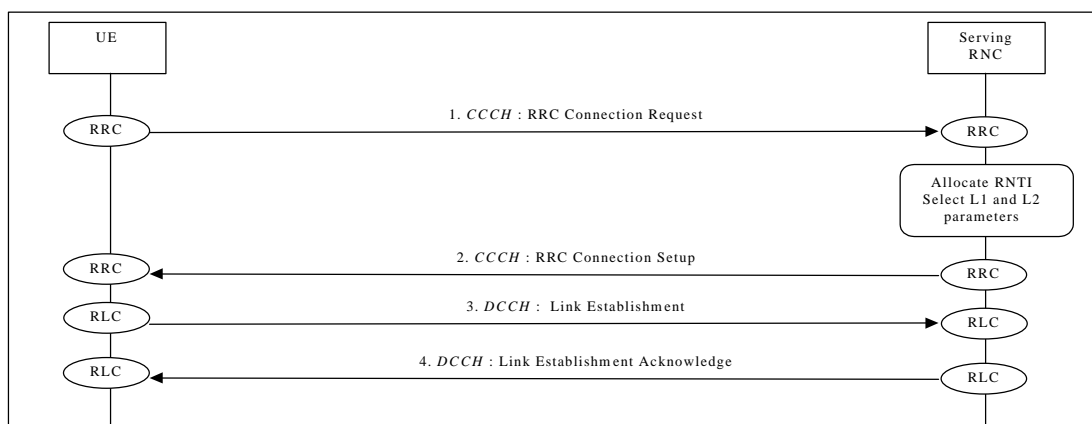 UE
Serving
RNC
1. CCCH : RRC Connection Request
RRC
RRC
Allocate RNTI
Select L1 and L2
parameters
2. CCCH : RRC Connection Setup
RRC
RRC
3. DCCH : Link Establishment
RLC
RLC
4. DCCH : Link Establishment Acknowledge
RLC
RLC